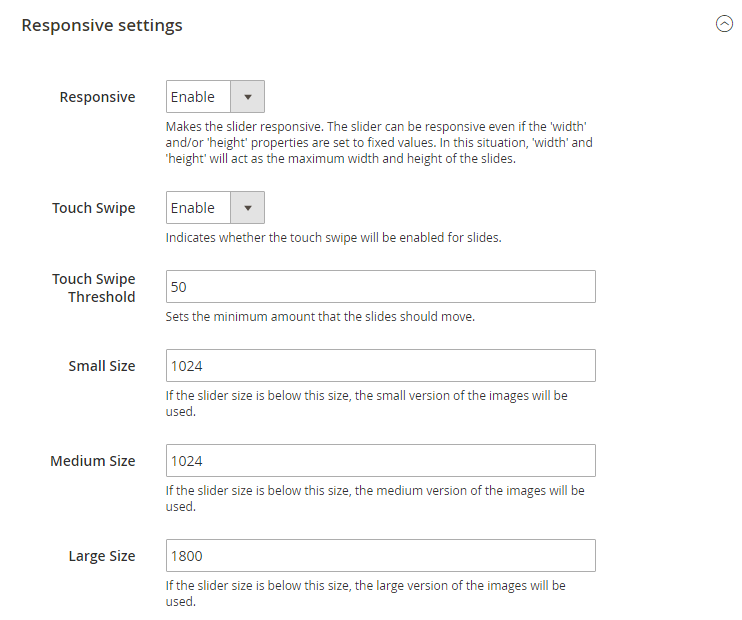 Responsive settings
Responsive
Enable
Makes the slider responsive. The slider can be responsive even if the 'width'
and/or 'height' properties are set to fixed values. In this situation, 'width' and
'height' will act as the maximum width and height of the slides.
Touch Swipe
Enable
Indicates whether the touch swipe will be enabled for slides.
Touch Swipe
Threshold
50
Sets the minimum amount that the slides should move.
Small Size
1024
If the slider size is below this size, the small version of the images will be
used.
Medium Size
1024
If the slider size is below this size, the medium version of the images will be
used.
Large Size
1800
If the slider size is below this size, the large version of the images will be
used.